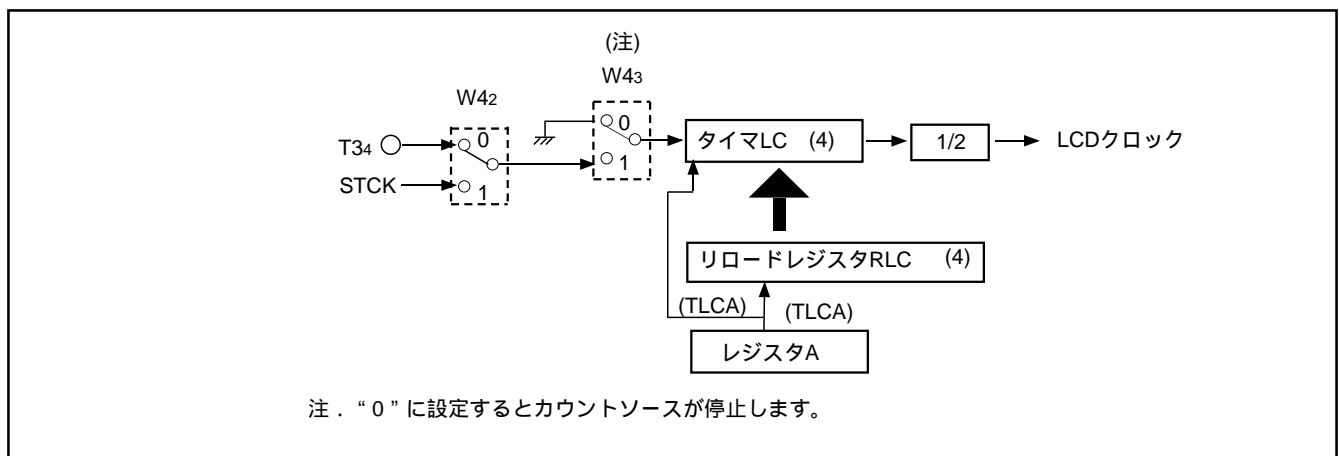 (注)
W43
W42
T34
0
1
STCK
0
1
タイマLC (4)
1/2
LCDクロック
リロードレジスタRLC (4)
(TLCA)
(TLCA)
レジスタA
注．“0”に設定するとカウントソースが停止します。